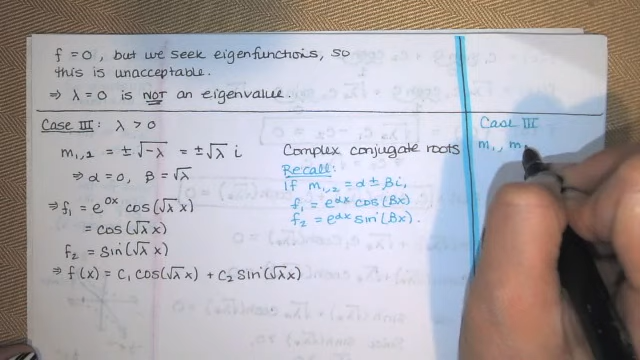 f = 0, but we seek eigenfunctions, so
this is unacceptable.
⇒ λ = 0 is NOT an eigenvalue.
Case III: λ > 0
m₁,₂ = ±√-λ = ±√λ i
Complex conjugate roots
⇒ α = 0, β = √λ
Recall:
If m₁,₂ = α ± βi,
f₁ = e^αx cos(βx)
f₂ = e^αx sin(βx).
⇒ f₁ = e^0x cos(√λ x)
= cos(√λ x)
f₂ = sin(√λ x)
⇒ f(x) = C₁ cos(√λ x) + C₂ sin(√λ x)
Case III
m₁, m